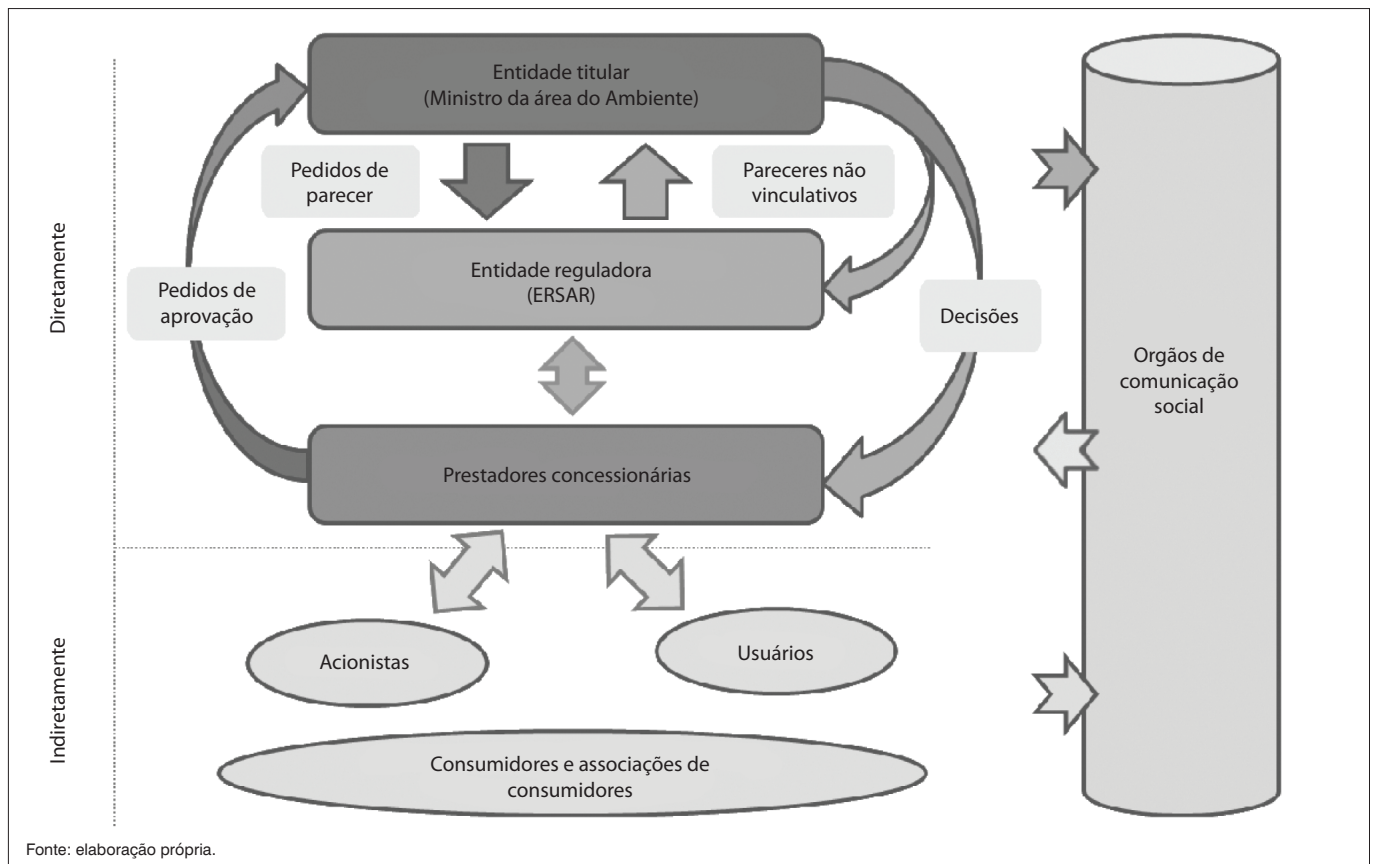 Entidade titular
(Ministro da área do Ambiente)
Pedidos de
parecer
Pareceres não
vinculativos
Diretamente
Entidade reguladora
(ERSAR)
Pedidos de
aprovação
Decisões
Orgãos de
comunicação
social
Prestadores concessionárias
Indiretamente
Acionistas
Usuários
Consumidores e associações de
consumidores
Fonte: elaboração própria.